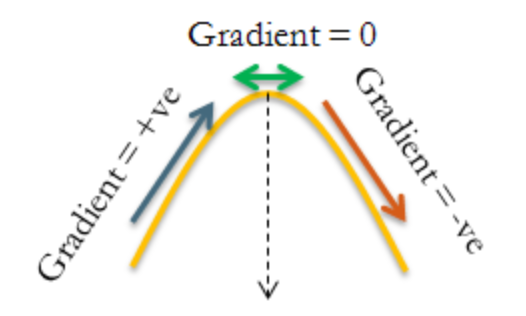 Gradient = 0
Gradient = +ve
Gradient = -ve